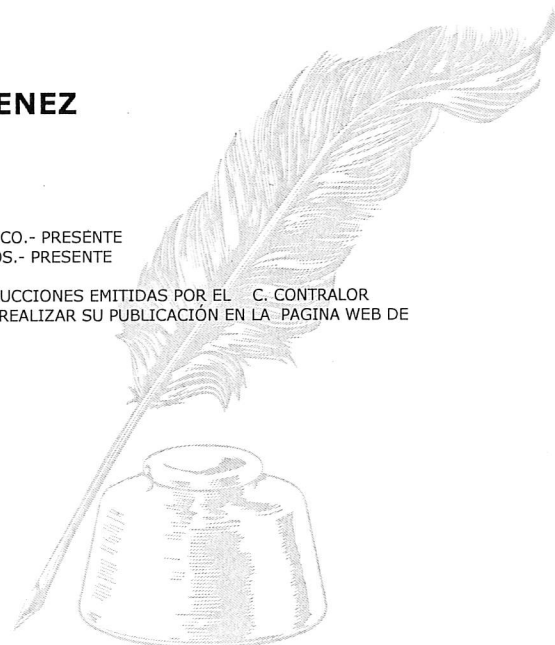 ENEZ
CO.- PRESENTE
OS.- PRESENTE
UCCIONES EMITIDAS POR EL C. CONTRALOR
REALIZAR SU PUBLICACIÓN EN LA PAGINA WEB DE